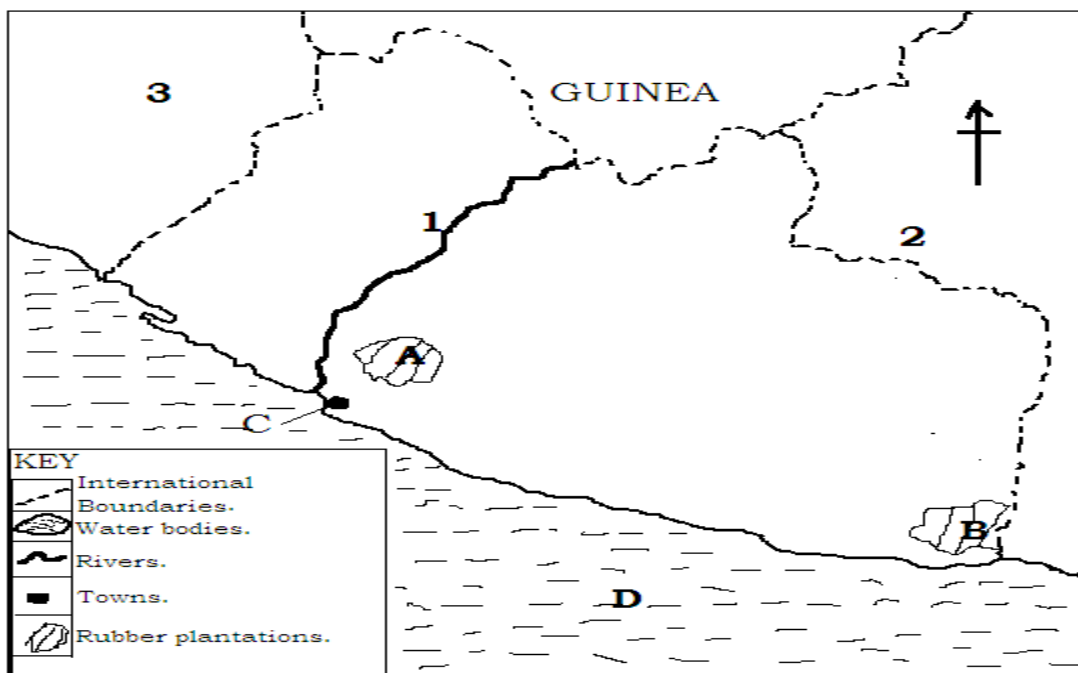 3
GUINEA
1
2
A
C
B
D
KEY
International
Boundaries.
Water bodies.
Rivers.
Towns.
Rubber plantations.